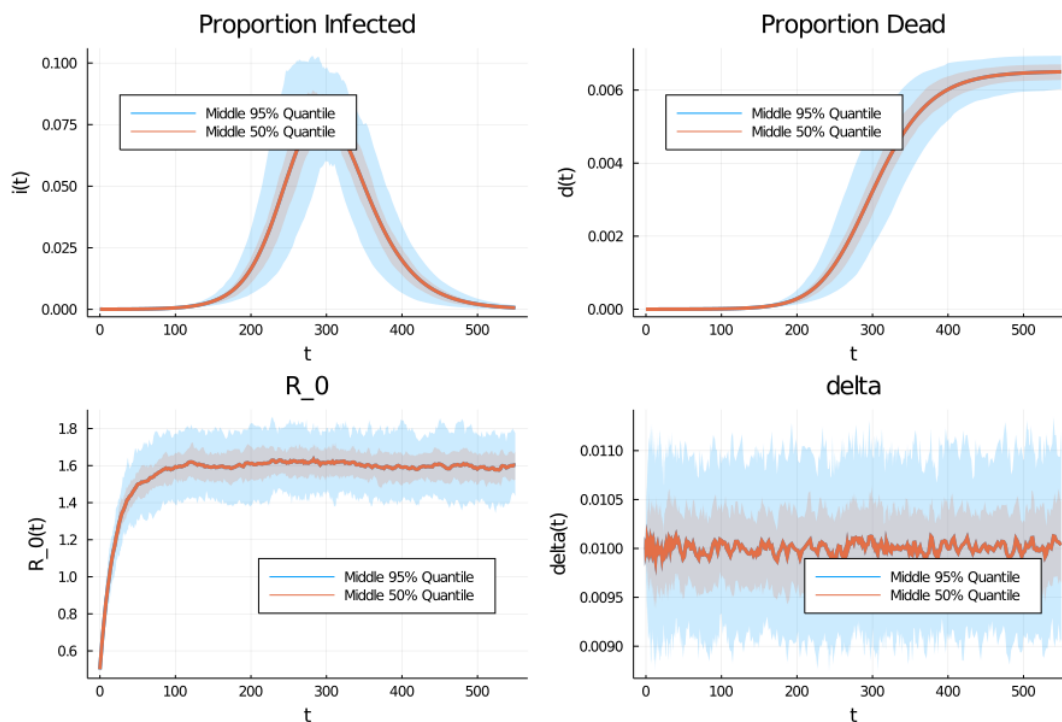 Proportion Infected
0.100
0.075
0.050
0.025
0.000
i(t)
Middle 95% Quantile
Middle 50% Quantile
0 100 200 300 400 500
t
Proportion Dead
0.006
0.004
0.002
0.000
d(t)
Middle 95% Quantile
Middle 50% Quantile
0 100 200 300 400 500
t
R_0
1.8
1.6
1.4
1.2
1.0
0.8
0.6
R_0(t)
Middle 95% Quantile
Middle 50% Quantile
0 100 200 300 400 500
t
delta
0.0110
0.0105
0.0100
0.0095
0.0090
delta(t)
Middle 95% Quantile
Middle 50% Quantile
0 100 200 300 400 500
t